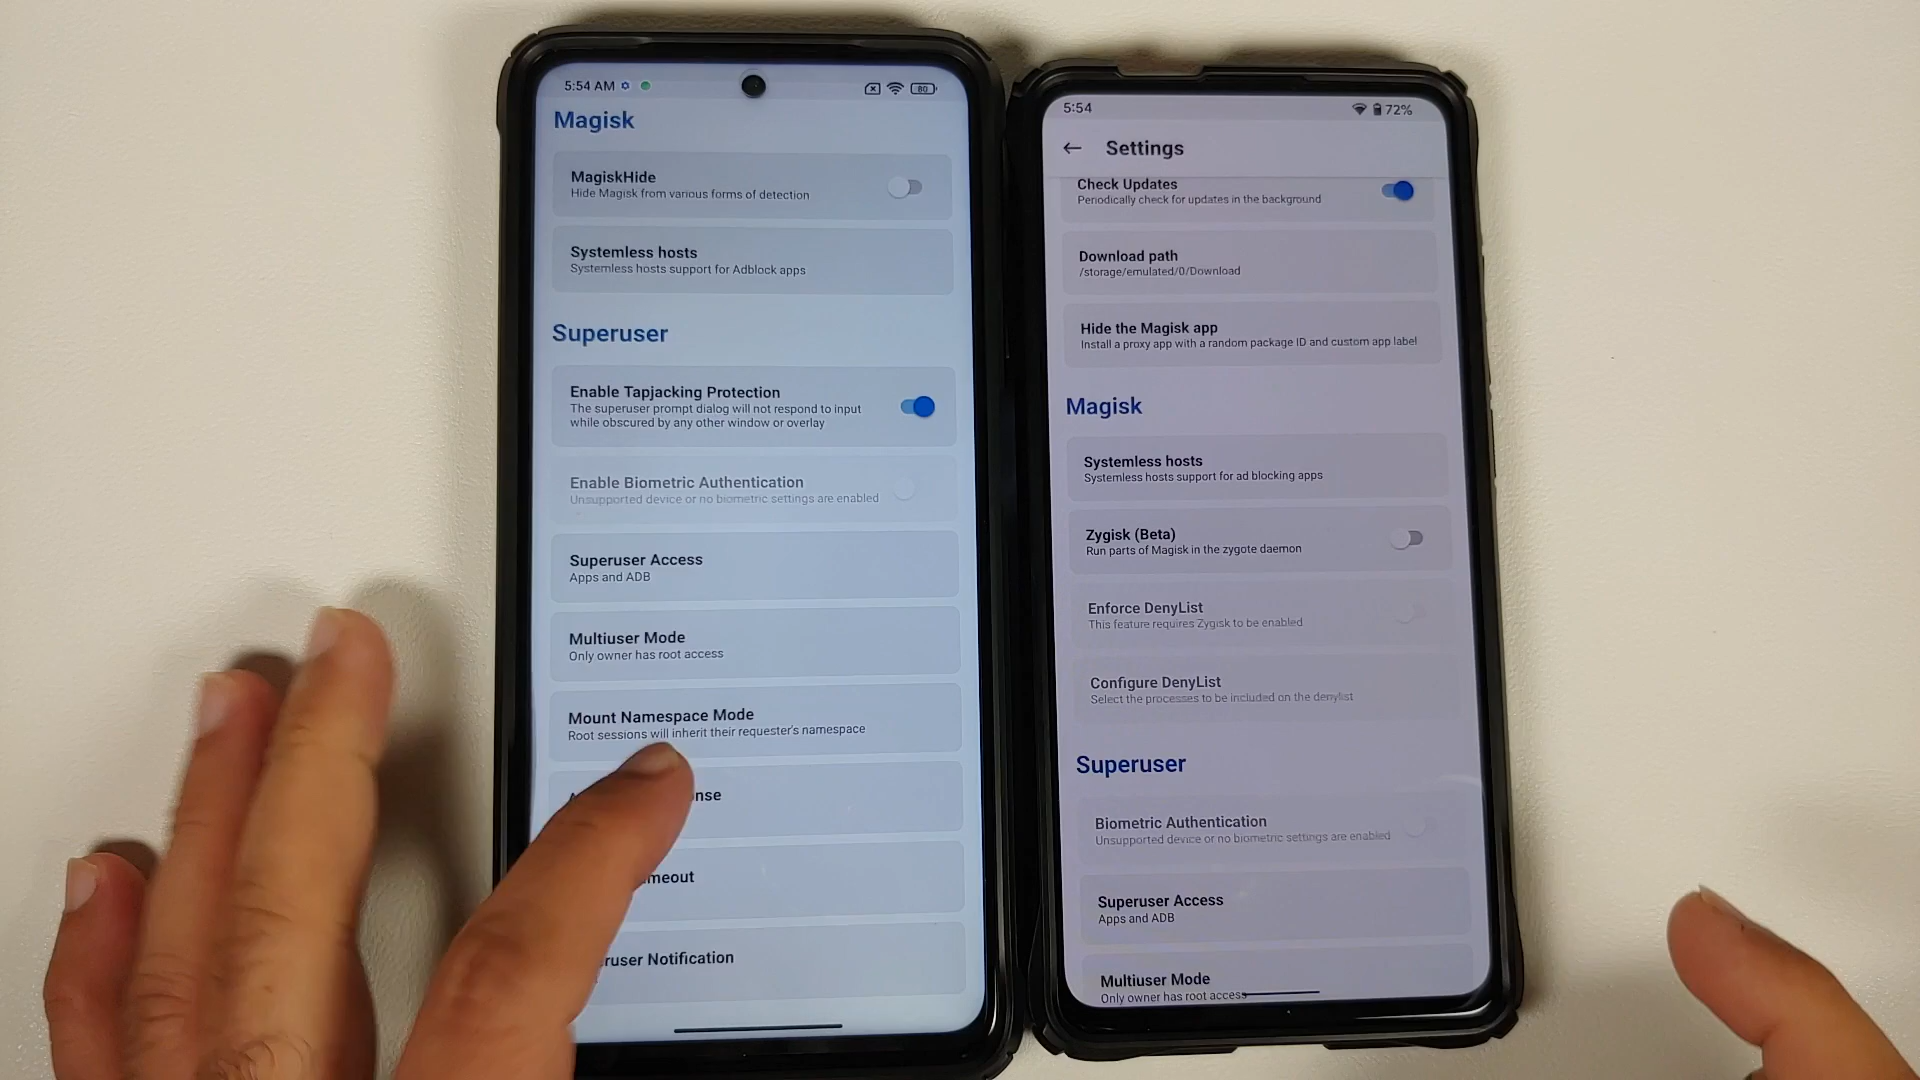 5:54 AM
80
Magisk
MagiskHide
Hide Magisk from various forms of detection
Systemless hosts
Systemless hosts support for Adblock apps
Superuser
Enable Tapjacking Protection
The superuser prompt dialog will not respond to input
while obscured by any other window or overlay
Enable Biometric Authentication
Unsupported device or no biometric settings are enabled
Superuser Access
Apps and ADB
Multiuser Mode
Only owner has root access
Mount Namespace Mode
Root sessions will inherit their requester's namespace
nse
meout
ruser Notification
5:54
72%
Settings
Check Updates
Periodically check for updates in the background
Download path
/storage/emulated/0/Download
Hide the Magisk app
Install a proxy app with a random package ID and custom app label
Magisk
Systemless hosts
Systemless hosts support for ad blocking apps
Zygisk (Beta)
Run parts of Magisk in the zygote daemon
Enforce DenyList
This feature requires Zygisk to be enabled
Configure DenyList
Select the processes to be included on the denylist
Superuser
Biometric Authentication
Unsupported device or no biometric settings are enabled
Superuser Access
Apps and ADB
Multiuser Mode
Only owner has root access